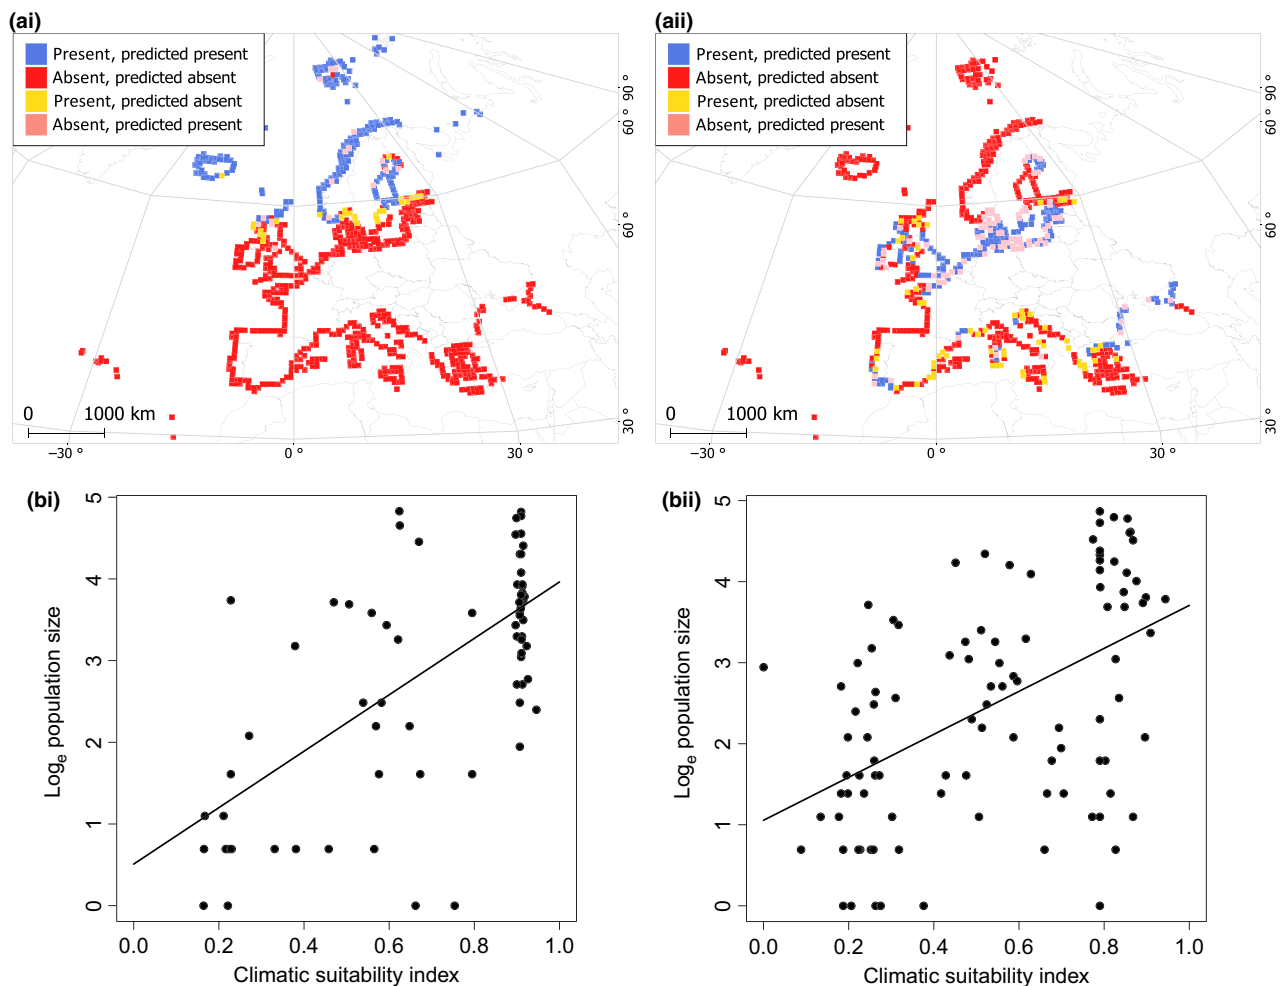 (ai)
Present, predicted present
Absent, predicted absent
Present, predicted absent
Absent, predicted present
90 °
60 °
60 °
30 °
0 1000 km
−30 ° 0 ° 30 °
(aii)
Present, predicted present
Absent, predicted absent
Present, predicted absent
Absent, predicted present
90 °
60 °
60 °
30 °
0 1000 km
−30 ° 0 ° 30 °
(bi)
5
4
3
2
1
0
Logₑ population size
0.0 0.2 0.4 0.6 0.8 1.0
Climatic suitability index
(bii)
5
4
3
2
1
0
Logₑ population size
0.0 0.2 0.4 0.6 0.8 1.0
Climatic suitability index